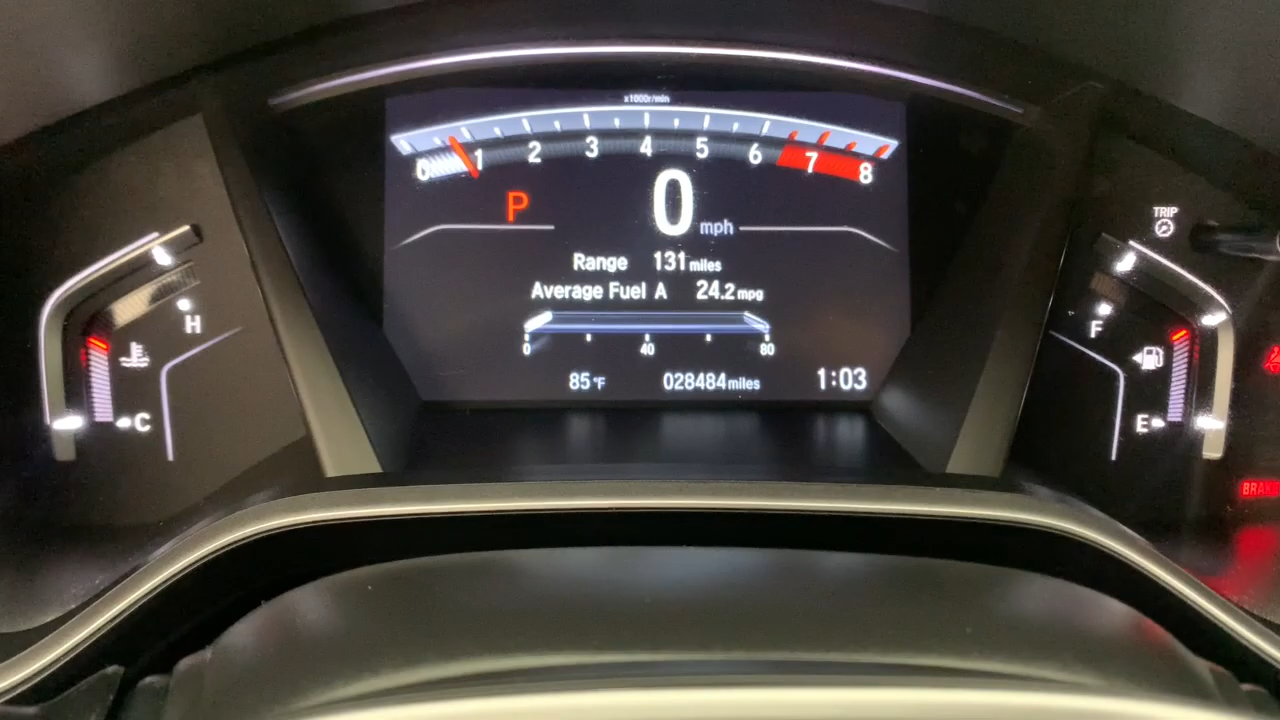 x1000r/min
0 1 2 3 4 5 6 7 8
P
0 mph
Range 131 miles
Average Fuel A 24.2 mpg
0 40 80
85 °F 028484 miles 1:03
H
C
TRIP
F
E
BRAKE